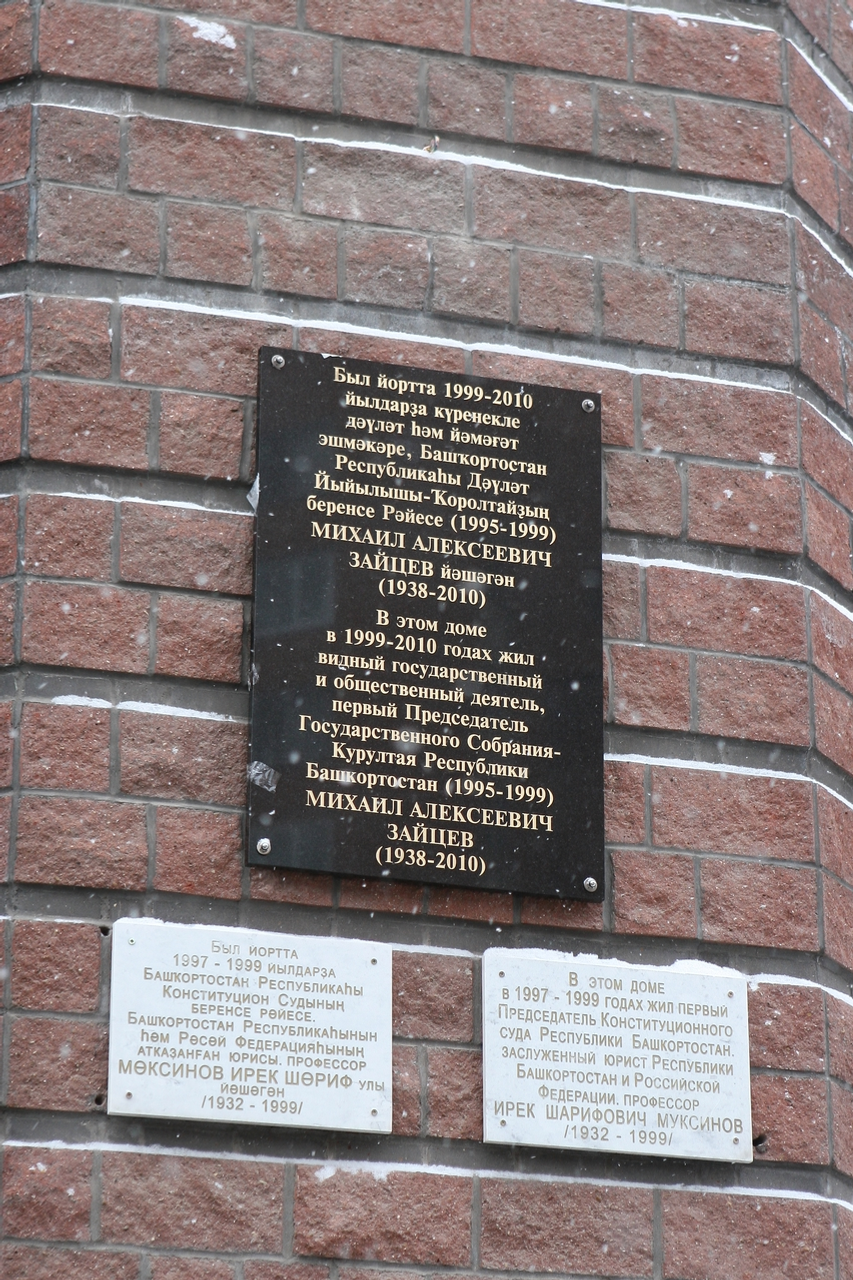 Был йортта 1999-2010
йылдарҙа күренекле
дәүләт һәм йәмәғәт
эшмәкәре, Башҡортостан
Республикаһы Дәүләт
Йыйылышы-Ҡоролтайҙың
беренсе Рәйесе (1995-1999)
МИХАИЛ АЛЕКСЕЕВИЧ
ЗАЙЦЕВ йәшәгән
(1938-2010)
В этом доме
в 1999-2010 годах жил
видный государственный
и общественный деятель,
первый Председатель
Государственного Собрания-
Курултая Республики
Башкортостан (1995-1999)
МИХАИЛ АЛЕКСЕЕВИЧ
ЗАЙЦЕВ
(1938-2010)
Был йортта
1997 - 1999 йылдарҙа
Башҡортостан Республикаһы
Конституцион Судының
беренсе рәйесе.
Башҡортостан Республикаһының
һәм Рәсәй Федерацияһының
атказанған юрисы. профессор
МӨКСИНОВ ИРЕК ШӘРИФ улы
йәшәгән
/1932 - 1999/
В этом доме
в 1997 - 1999 годах жил первый
Председатель Конституционного
суда Республики Башкортостан.
заслуженный юрист Республики
Башкортостан и Российской
Федерации. профессор
ИРЕК ШАРИФОВИЧ МУКСИНОВ
/1932 - 1999/